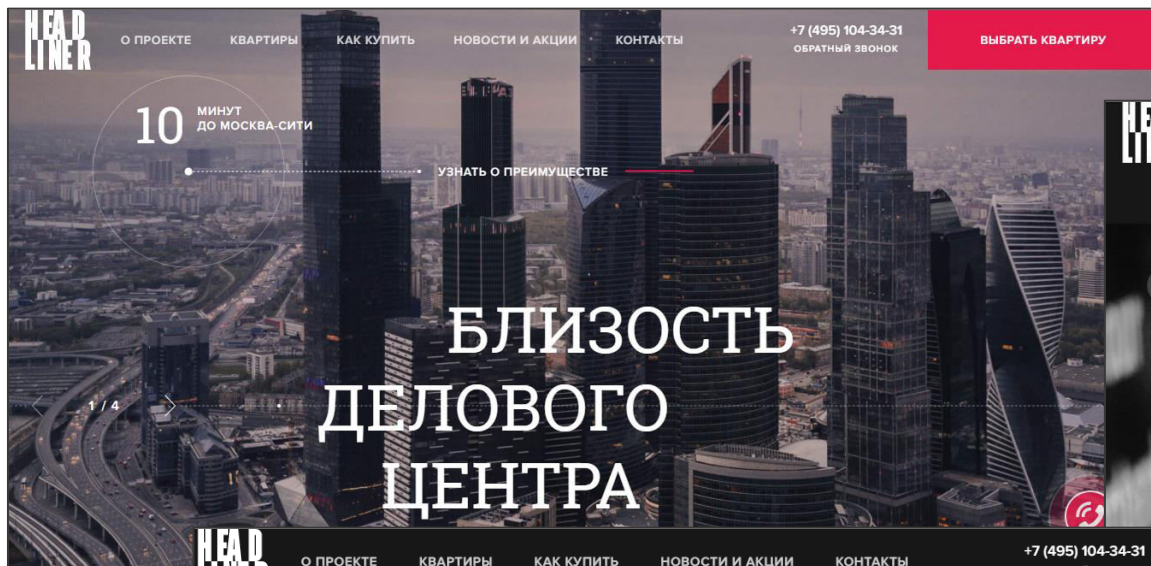 HEAD
LINER
О ПРОЕКТЕ
КВАРТИРЫ
КАК КУПИТЬ
НОВОСТИ И АКЦИИ
КОНТАКТЫ
+7 (495) 104-34-31
ОБРАТНЫЙ ЗВОНОК
ВЫБРАТЬ КВАРТИРУ
10
МИНУТ
ДО МОСКВА-СИТИ
УЗНАТЬ О ПРЕИМУЩЕСТВЕ
БЛИЗОСТЬ
ДЕЛОВОГО
ЦЕНТРА
1 / 4
HEAD
О ПРОЕКТЕ
КВАРТИРЫ
КАК КУПИТЬ
НОВОСТИ И АКЦИИ
КОНТАКТЫ
+7 (495) 104-34-31